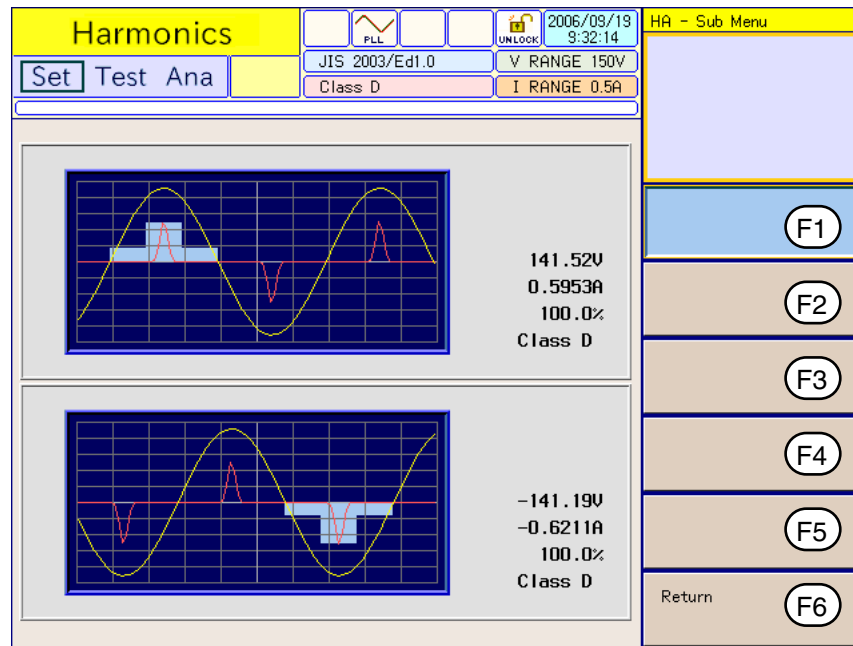 Harmonics
PLL
UNLOCK
2006/09/19
9:32:14
HA - Sub Menu
Set Test Ana
JIS 2003/Ed1.0
V RANGE 150V
Class D
I RANGE 0.5A
F1
141.52V
0.5953A
100.0%
Class D
F2
F3
F4
-141.19V
-0.6211A
100.0%
Class D
F5
Return
F6